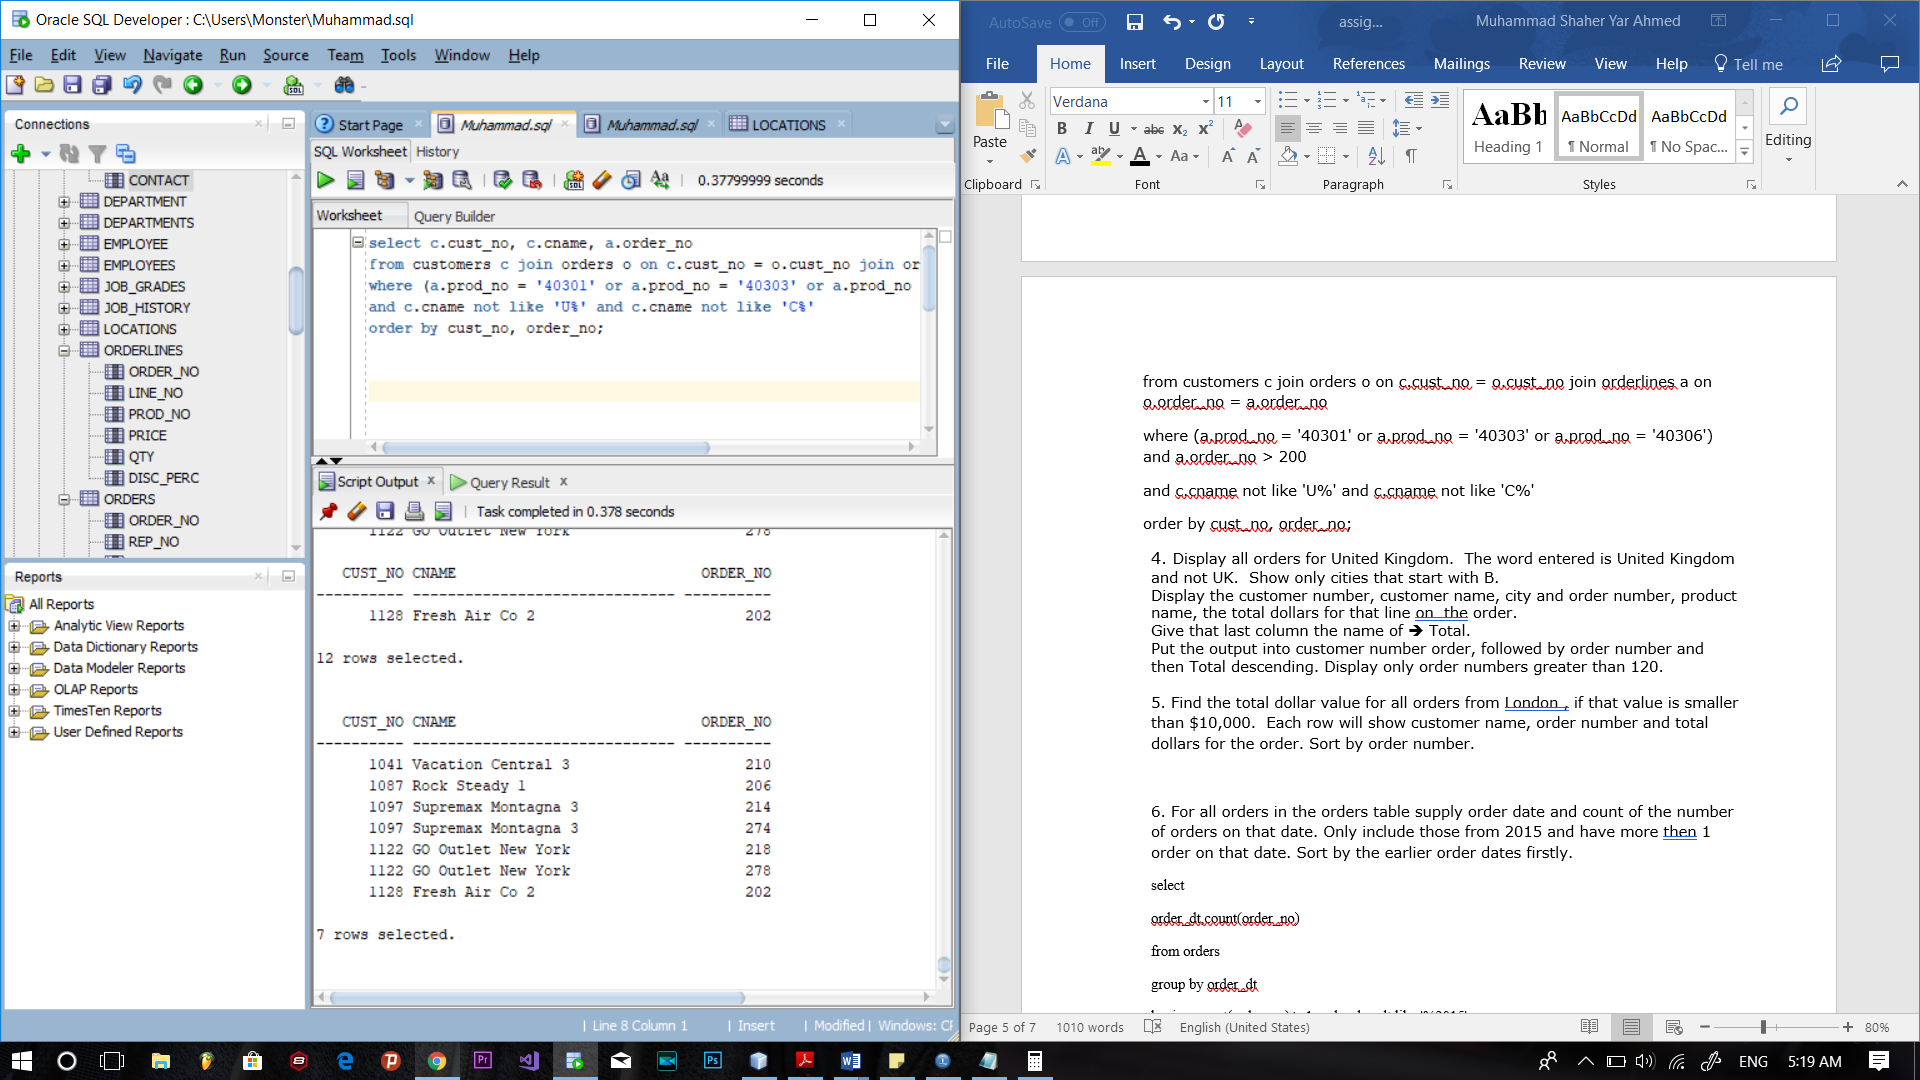 Oracle SQL Developer : C:\Users\Monster\Muhammad.sql
File Edit View Navigate Run Source Team Tools Window Help
Connections
CONTACT
DEPARTMENT
DEPARTMENTS
EMPLOYEE
EMPLOYEES
JOB_GRADES
JOB_HISTORY
LOCATIONS
ORDERLINES
ORDER_NO
LINE_NO
PROD_NO
PRICE
QTY
DISC_PERC
ORDERS
ORDER_NO
REP_NO
Reports
All Reports
Analytic View Reports
Data Dictionary Reports
Data Modeler Reports
OLAP Reports
TimesTen Reports
User Defined Reports
Start Page Muhammad.sql Muhammad.sql LOCATIONS
SQL Worksheet History
0.37799999 seconds
Worksheet Query Builder
select c.cust_no, c.cname, a.order_no
from customers c join orders o on c.cust_no = o.cust_no join or
where (a.prod_no = '40301' or a.prod_no = '40303' or a.prod_no
and c.cname not like 'U%' and c.cname not like 'C%'
order by cust_no, order_no;
Script Output Query Result
Task completed in 0.378 seconds
1122 GO Outlet New York 278
CUST_NO CNAME ORDER_NO
---------- ------------------------------ ----------
1128 Fresh Air Co 2 202
12 rows selected.
CUST_NO CNAME ORDER_NO
---------- ------------------------------ ----------
1041 Vacation Central 3 210
1087 Rock Steady 1 206
1097 Supremax Montagna 3 214
1097 Supremax Montagna 3 274
1122 GO Outlet New York 218
1122 GO Outlet New York 278
1128 Fresh Air Co 2 202
7 rows selected.
Line 8 Column 1 Insert Modified Windows:
AutoSave Off assig... Muhammad Shaher Yar Ahmed
File Home Insert Design Layout References Mailings Review View Help Tell me
Paste
Verdana 11
B I U abc x2 x2
A ab A Aa A A
AaBb AaBbCcDd AaBbCcDd
Heading 1 ¶ Normal ¶ No Spac...
Editing
Clipboard Font Paragraph Styles
from customers c join orders o on c.cust_no = o.cust_no join orderlines a on
o.order_no = a.order_no
where (a.prod_no = '40301' or a.prod_no = '40303' or a.prod_no = '40306')
and a.order_no > 200
and c.cname not like 'U%' and c.cname not like 'C%'
order by cust_no, order_no;
4. Display all orders for United Kingdom. The word entered is United Kingdom
and not UK. Show only cities that start with B.
Display the customer number, customer name, city and order number, product
name, the total dollars for that line on the order.
Give that last column the name of ➔ Total.
Put the output into customer number order, followed by order number and
then Total descending. Display only order numbers greater than 120.
5. Find the total dollar value for all orders from London , if that value is smaller
than $10,000. Each row will show customer name, order number and total
dollars for the order. Sort by order number.
6. For all orders in the orders table supply order date and count of the number
of orders on that date. Only include those from 2015 and have more then 1
order on that date. Sort by the earlier order dates firstly.
select
order_dt,count(order_no)
from orders
group by order_dt
Page 5 of 7 1010 words English (United States) 80%
ENG 5:19 AM